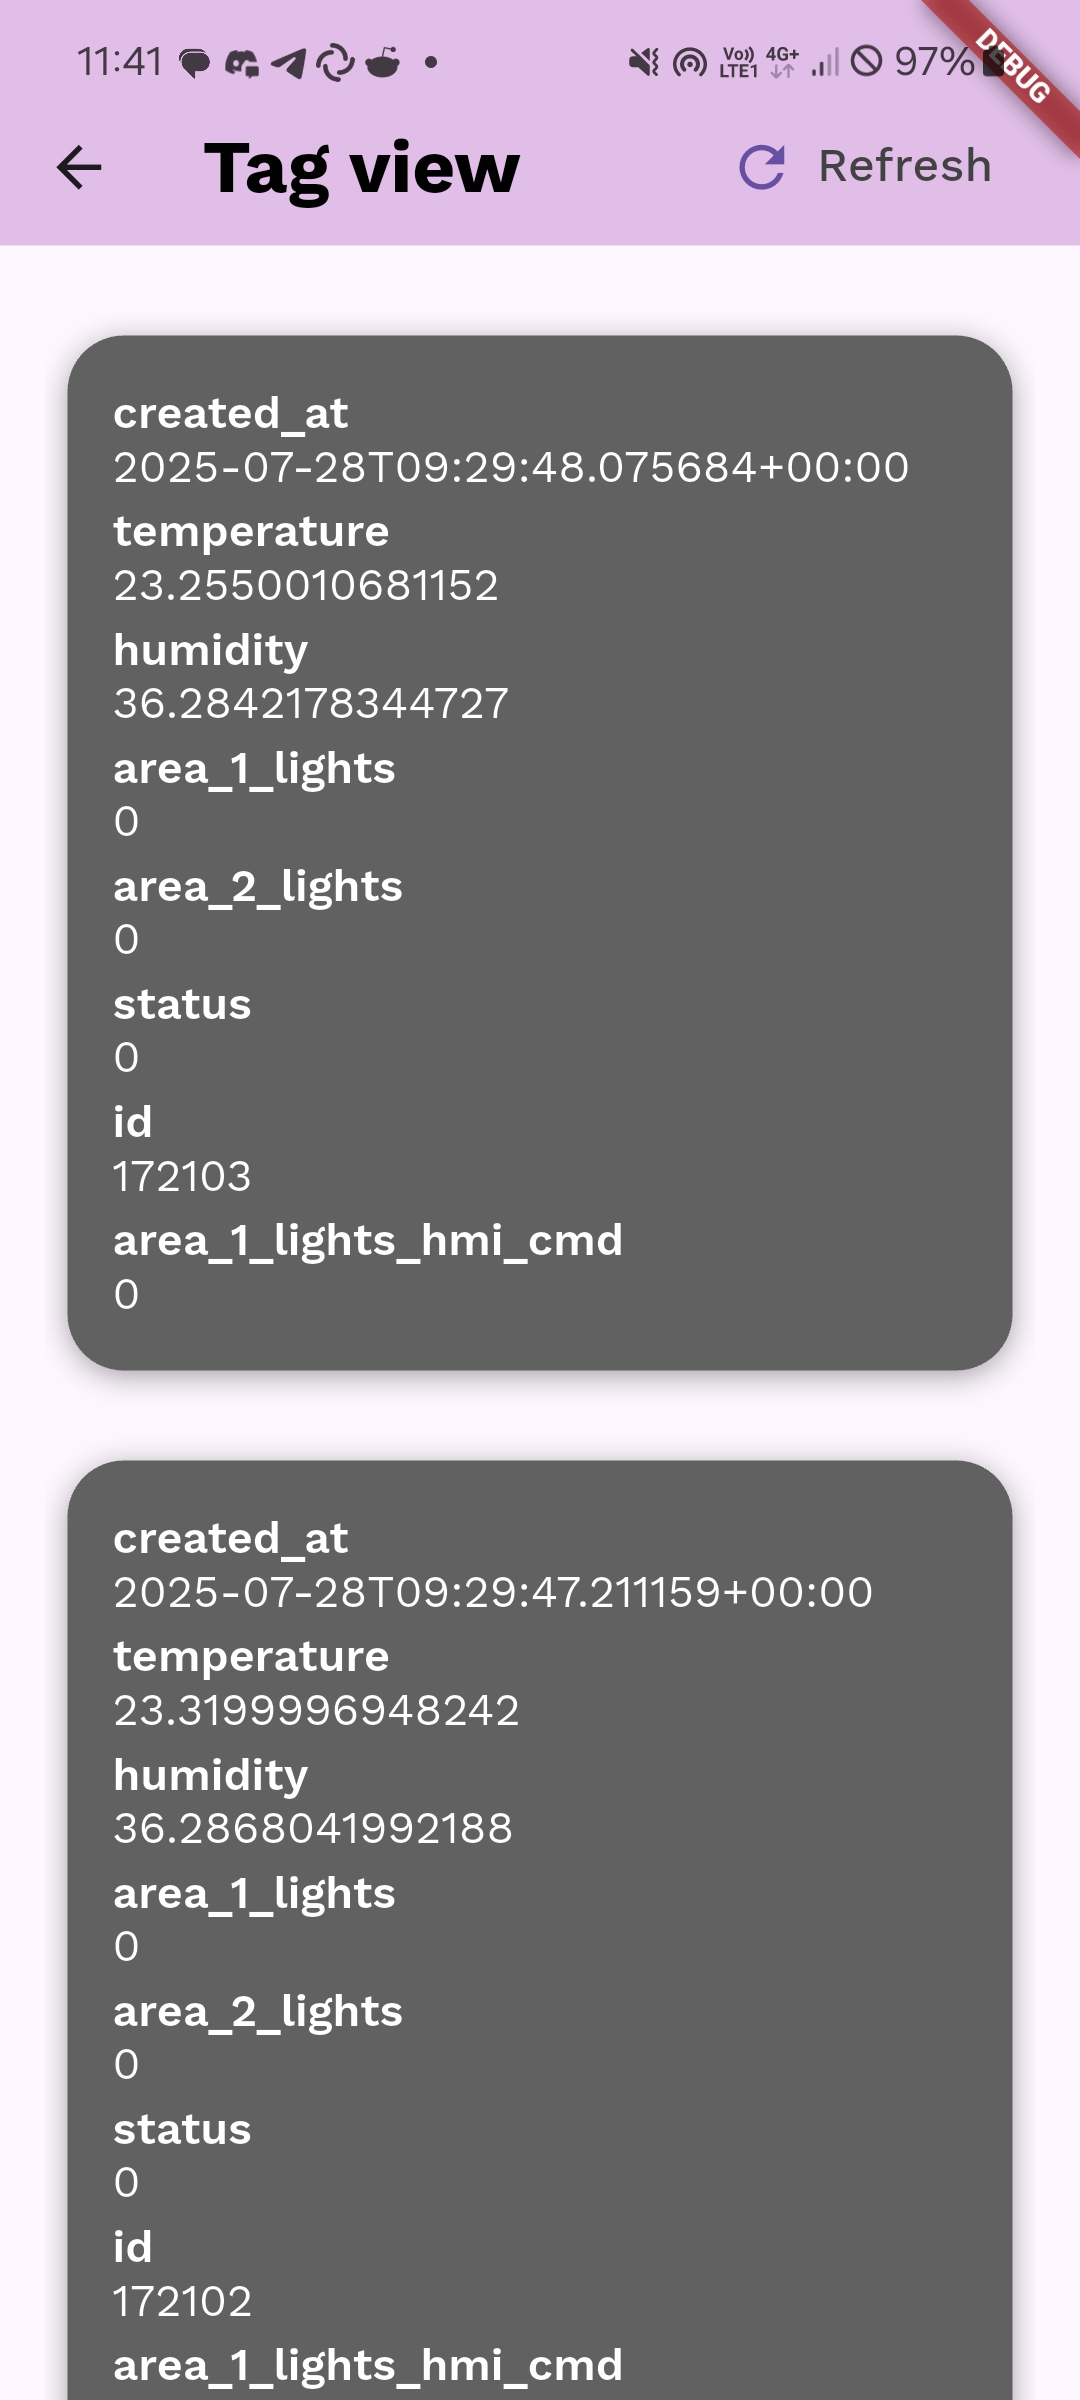 11:41
Vo)) LTE1 4G+ 97%
DEBUG
Tag view
Refresh
created_at
2025-07-28T09:29:48.075684+00:00
temperature
23.2550010681152
humidity
36.2842178344727
area_1_lights
0
area_2_lights
0
status
0
id
172103
area_1_lights_hmi_cmd
0
created_at
2025-07-28T09:29:47.211159+00:00
temperature
23.3199996948242
humidity
36.2868041992188
area_1_lights
0
area_2_lights
0
status
0
id
172102
area_1_lights_hmi_cmd